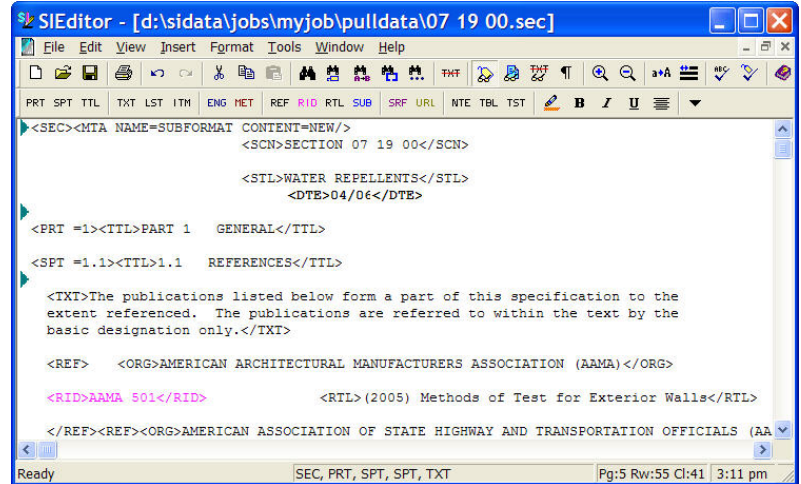 SIEditor - [d:\sidata\jobs\myjob\pulldata\07 19 00.sec]
File Edit View Insert Format Tools Window Help
PRT SPT TTL TXT LST ITM ENG MET REF RID RTL SUB SRF URL NTE TBL TST B I U
<SEC><MTA NAME=SUBFORMAT CONTENT=NEW/>
<SCN>SECTION 07 19 00</SCN>
<STL>WATER REPELLENTS</STL>
<DTE>04/06</DTE>
<PRT =1><TTL>PART 1 GENERAL</TTL>
<SPT =1.1><TTL>1.1 REFERENCES</TTL>
<TXT>The publications listed below form a part of this specification to the
extent referenced. The publications are referred to within the text by the
basic designation only.</TXT>
<REF> <ORG>AMERICAN ARCHITECTURAL MANUFACTURERS ASSOCIATION (AAMA)</ORG>
<RID>AAMA 501</RID> <RTL>(2005) Methods of Test for Exterior Walls</RTL>
</REF><REF><ORG>AMERICAN ASSOCIATION OF STATE HIGHWAY AND TRANSPORTATION OFFICIALS (AA
Ready SEC, PRT, SPT, SPT, TXT Pg:5 Rw:55 Cl:41 3:11 pm